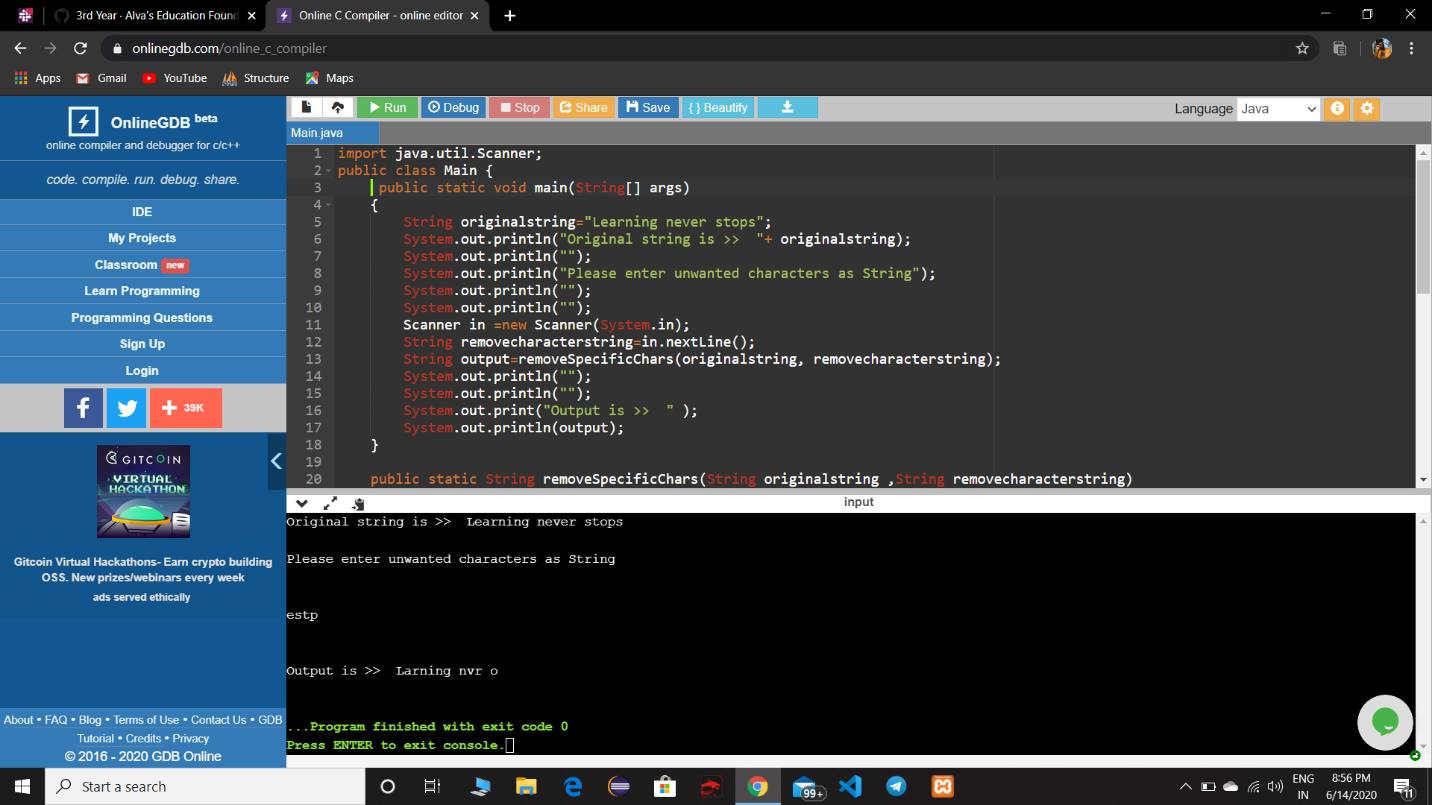 3rd Year · Alva's Education Found
Online C Compiler - online editor
onlinegdb.com/online_c_compiler
Apps Gmail YouTube Structure Maps
OnlineGDB beta
online compiler and debugger for c/c++
code. compile. run. debug. share.
IDE
My Projects
Classroom new
Learn Programming
Programming Questions
Sign Up
Login
39K
GITCOIN
VIRTUAL
HACKATHON
Gitcoin Virtual Hackathons- Earn crypto building
OSS. New prizes/webinars every week
ads served ethically
About • FAQ • Blog • Terms of Use • Contact Us • GDB
Tutorial • Credits • Privacy
© 2016 - 2020 GDB Online
Run Debug Stop Share Save { } Beautify
Language Java
Main.java
1 import java.util.Scanner;
2 public class Main {
3 public static void main(String[] args)
4 {
5 String originalstring="Learning never stops";
6 System.out.println("Original string is >>  "+ originalstring);
7 System.out.println("");
8 System.out.println("Please enter unwanted characters as String");
9 System.out.println("");
10 System.out.println("");
11 Scanner in =new Scanner(System.in);
12 String removecharacterstring=in.nextLine();
13 String output=removeSpecificChars(originalstring, removecharacterstring);
14 System.out.println("");
15 System.out.println("");
16 System.out.print("Output is >>  " );
17 System.out.println(output);
18 }
19
20 public static String removeSpecificChars(String originalstring ,String removecharacterstring)
input
Original string is >>  Learning never stops
Please enter unwanted characters as String
estp
Output is >>  Larning nvr o
...Program finished with exit code 0
Press ENTER to exit console.
Start a search
99+
ENG
IN
8:56 PM
6/14/2020
11